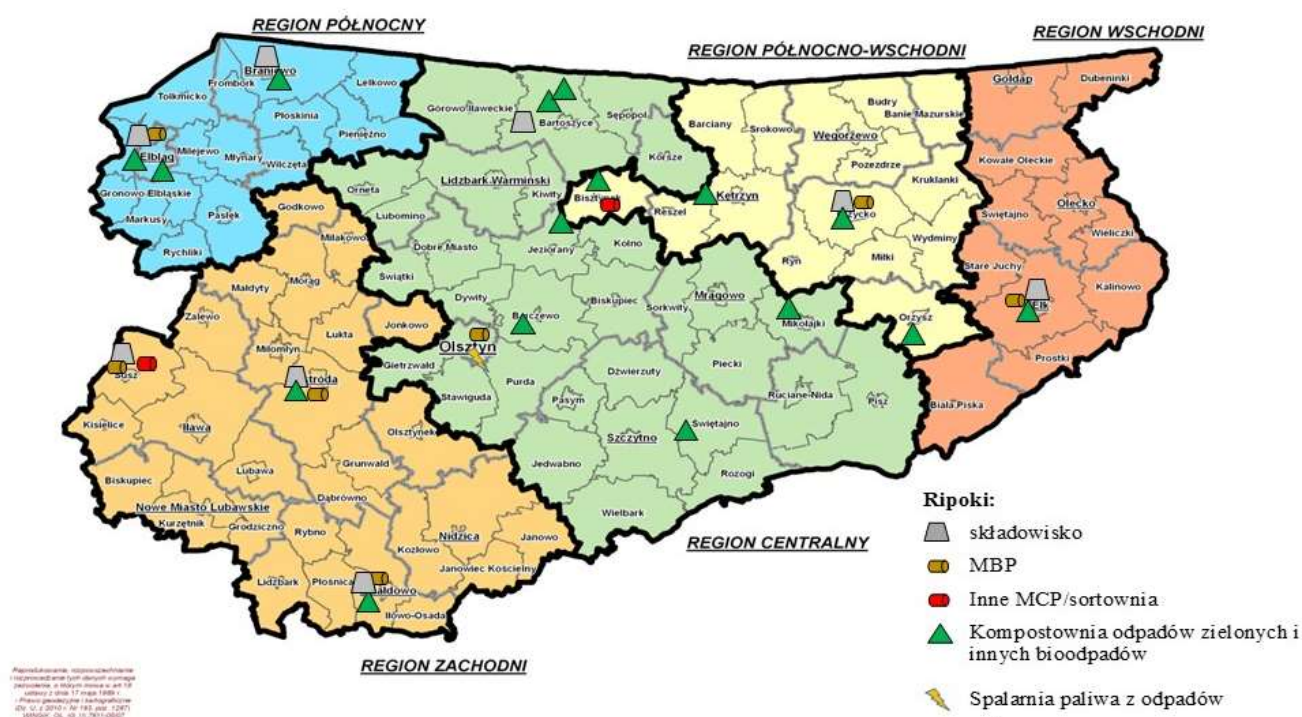 REGION PÓŁNOCNY
REGION PÓŁNOCNO-WSCHODNI
REGION WSCHODNI
Braniewo
Frombork
Lelkowo
Tolkmicko
Płoskinia
Pieniężno
Elbląg
Milejewo
Młynary
Wilczęta
Gronowo-Elbląskie
Markusy
Pasłęk
Rychliki
Górowo-Iławeckie
Bartoszyce
Sępopol
Korsze
Orneta
Lidzbark Warmiński
Kiwity
Lubomino
Dobre Miasto
Jeziorany
Kolno
Świątki
Dywity
Biskupiec
Sorkwity
Mrągowo
Mikołajki
Olsztyn
Gietrzwałd
Stawiguda
Purda
Pasym
Dźwierzuty
Piecki
Ruciane-Nida
Pisz
Szczytno
Świętajno
Jedwabno
Rozogi
Wielbark
Barciany
Srokowo
Węgorzewo
Budry
Banie Mazurskie
Pozezdrze
Kruklanki
Kętrzyn
Reszel
Wydminy
Ryn
Miłki
Orzysz
Gołdap
Dubeninki
Kowale Oleckie
Olecko
Świętajno
Wieliczki
Stare Juchy
Kalinowo
Ełk
Prostki
Biała Piska
Godkowo
Miłakowo
Małdyty
Morąg
Zalewo
Łukta
Jonkowo
Miłomłyn
Susz
Kisielice
Iława
Olsztynek
Lubawa
Grunwald
Biskupiec
Dąbrówno
Nowe Miasto Lubawskie
Kurzętnik
Grodziczno
Rybno
Nidzica
Kozłowo
Janowo
Janowiec Kościelny
Lidzbark
Płośnica
Iłowo-Osada
REGION CENTRALNY
REGION ZACHODNI
Ripoki:
składowisko
MBP
Inne MCP/sortownia
Kompostownia odpadów zielonych i
innych bioodpadów
Spalarnia paliwa z odpadów